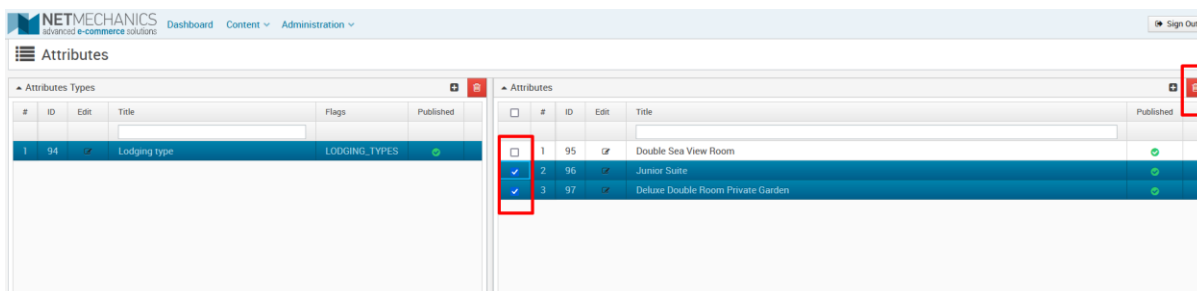 NETMECHANICS
advanced e-commerce solutions
Dashboard Content Administration
Sign Out
Attributes
Attributes Types
# ID Edit Title Flags Published
1 94 Lodging type LODGING_TYPES
Attributes
# ID Edit Title Published
1 95 Double Sea View Room
2 96 Junior Suite
3 97 Deluxe Double Room Private Garden